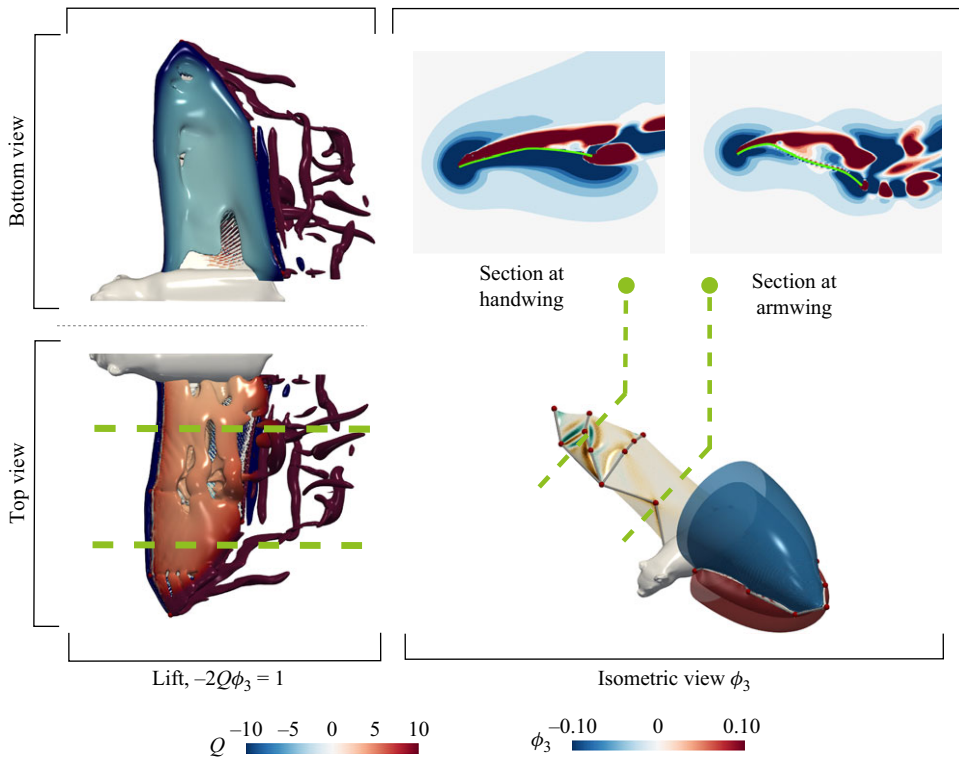 Bottom view
Section at
handwing
Section at
armwing
Top view
Lift, –2Qϕ₃ = 1
Isometric view ϕ₃
Q
–10 –5 0 5 10
ϕ₃
–0.10 0 0.10